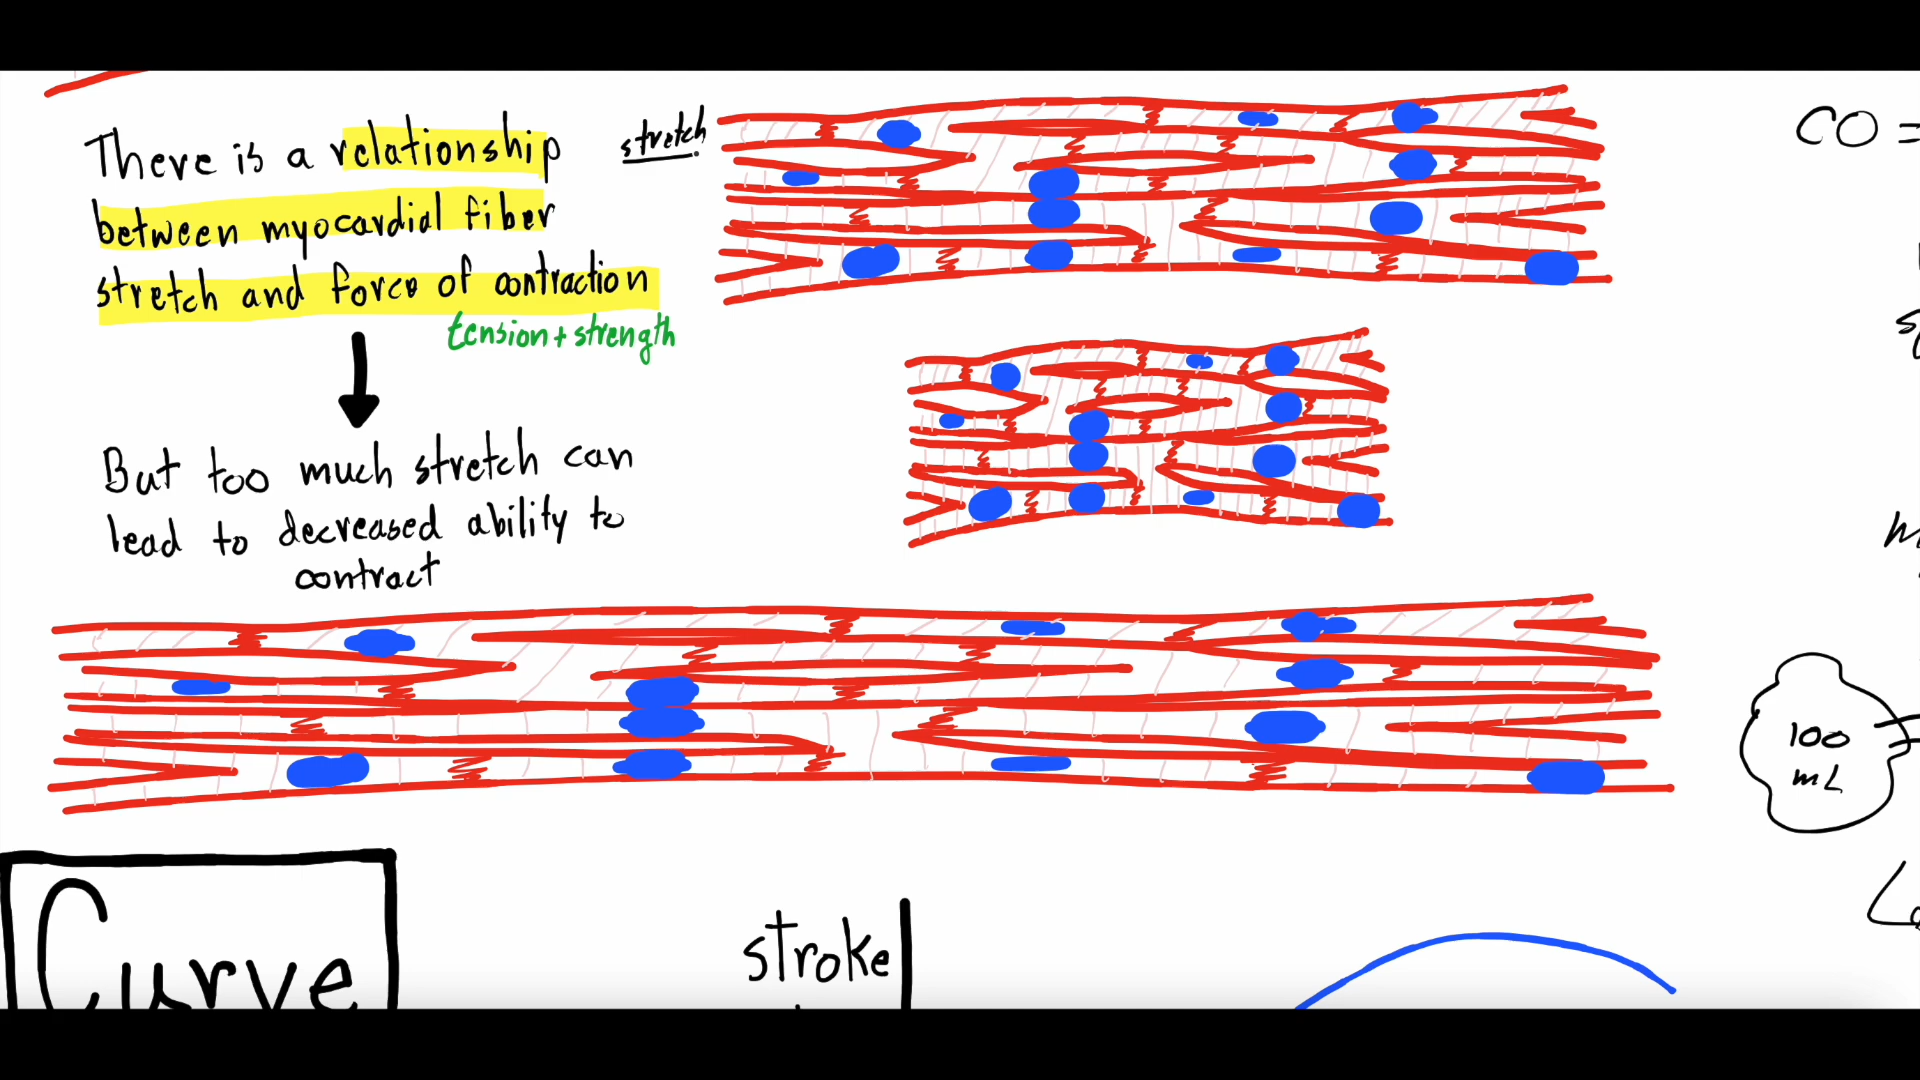 There is a relationship
between myocardial fiber
stretch and force of contraction
tension + strength
stretch
But too much stretch can
lead to decreased ability to
contract
CO =
100
mL
Curve
stroke